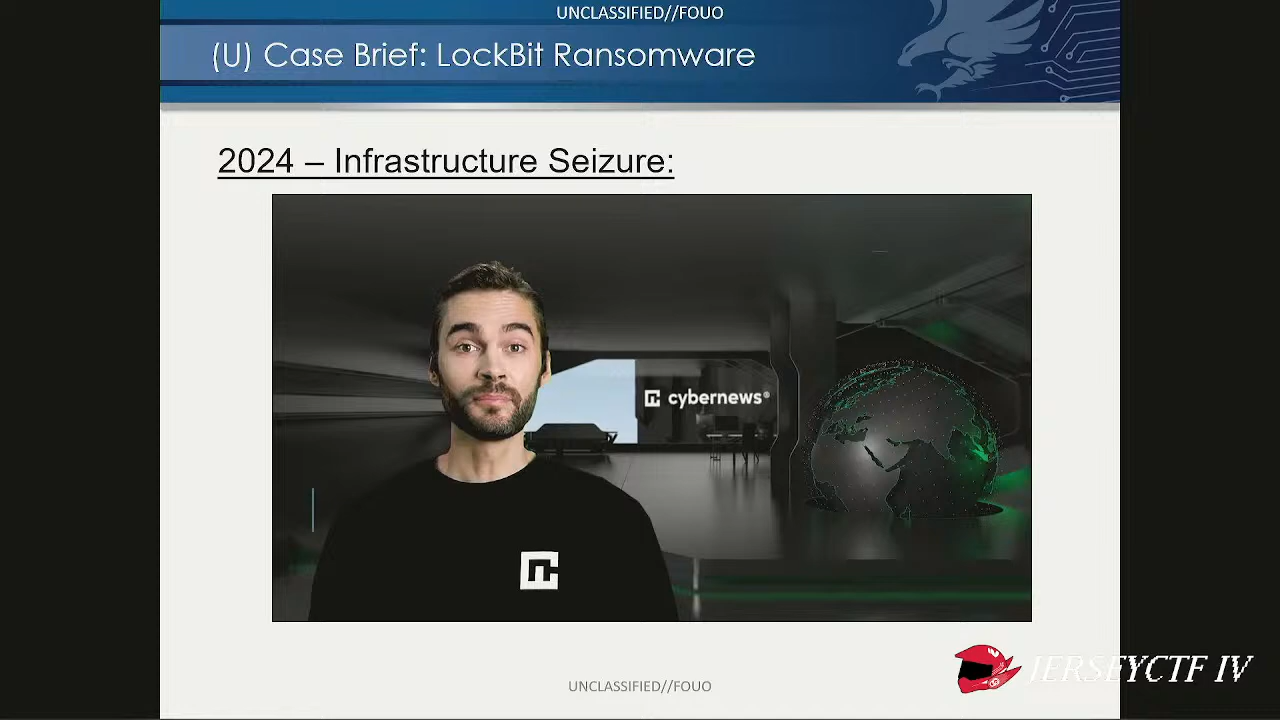 UNCLASSIFIED//FOUO
(U) Case Brief: LockBit Ransomware
2024 – Infrastructure Seizure:
cybernews®
UNCLASSIFIED//FOUO
JERSEYCTF IV